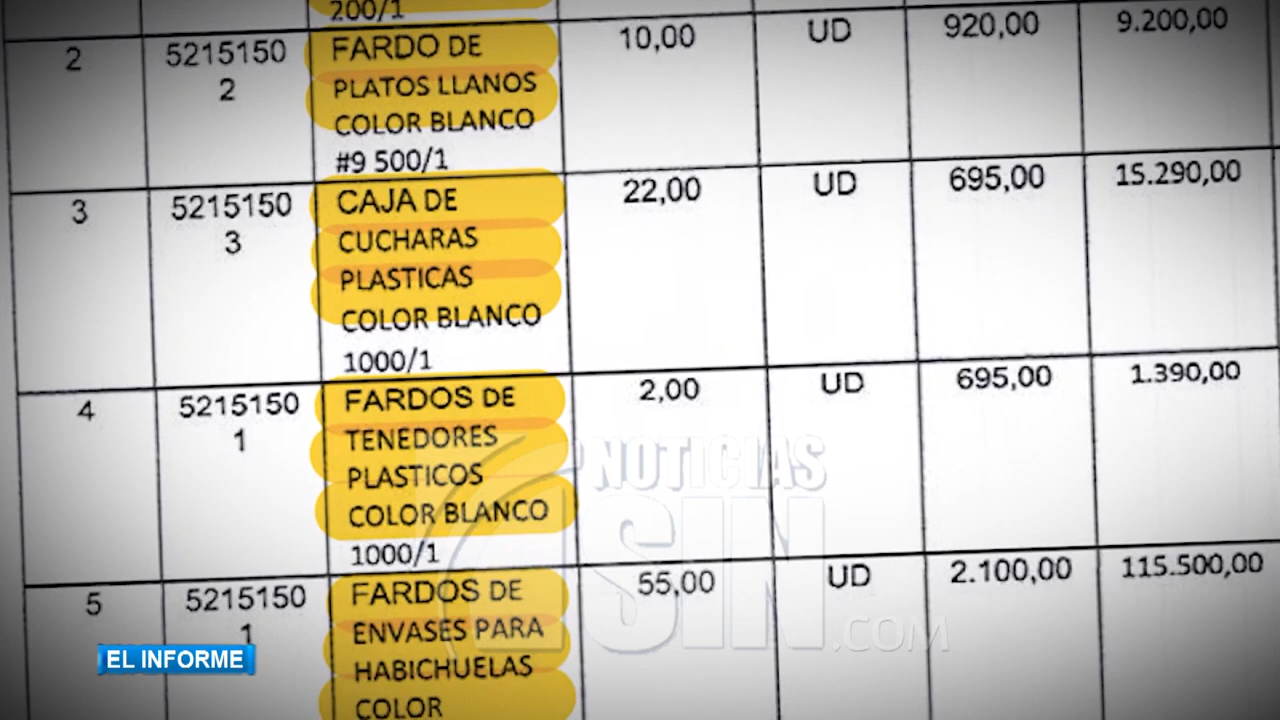 200/1
2
5215150
2
FARDO DE
PLATOS LLANOS
COLOR BLANCO
#9 500/1
10,00
UD
920,00
9.200,00
3
5215150
3
CAJA DE
CUCHARAS
PLASTICAS
COLOR BLANCO
1000/1
22,00
UD
695,00
15.290,00
4
5215150
1
FARDOS DE
TENEDORES
PLASTICOS
COLOR BLANCO
1000/1
2,00
UD
695,00
1.390,00
5
5215150
1
FARDOS DE
ENVASES PARA
HABICHUELAS
COLOR
55,00
UD
2.100,00
115.500,00
NOTICIAS
SIN
.COM
EL INFORME